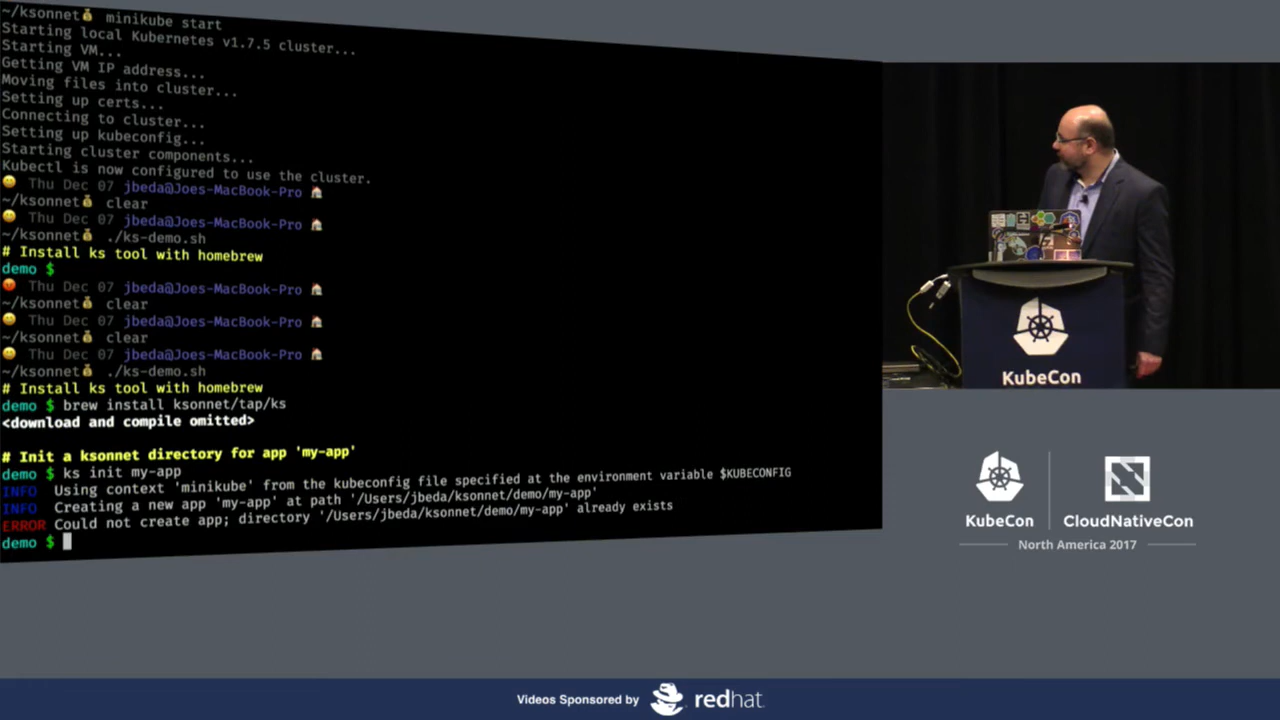 ~/ksonnet💰 minikube start
Starting local Kubernetes v1.7.5 cluster...
Starting VM...
Getting VM IP address...
Moving files into cluster...
Setting up certs...
Connecting to cluster...
Setting up kubeconfig...
Starting cluster components...
Kubectl is now configured to use the cluster.
😀 Thu Dec 07 jbeda@Joes-MacBook-Pro 🏠
~/ksonnet💰 clear
😀 Thu Dec 07 jbeda@Joes-MacBook-Pro 🏠
~/ksonnet💰 ./ks-demo.sh
# Install ks tool with homebrew
demo $
😡 Thu Dec 07 jbeda@Joes-MacBook-Pro 🏠
~/ksonnet💰 clear
😀 Thu Dec 07 jbeda@Joes-MacBook-Pro 🏠
~/ksonnet💰 clear
😀 Thu Dec 07 jbeda@Joes-MacBook-Pro 🏠
~/ksonnet💰 ./ks-demo.sh
# Install ks tool with homebrew
demo $ brew install ksonnet/tap/ks
<download and compile omitted>
# Init a ksonnet directory for app 'my-app'
demo $ ks init my-app
INFO Using context 'minikube' from the kubeconfig file specified at the environment variable $KUBECONFIG
INFO Creating a new app 'my-app' at path '/Users/jbeda/ksonnet/demo/my-app'
ERROR Could not create app; directory '/Users/jbeda/ksonnet/demo/my-app' already exists
demo $
KubeCon
KubeCon
CloudNativeCon
North America 2017
Videos Sponsored by
redhat.